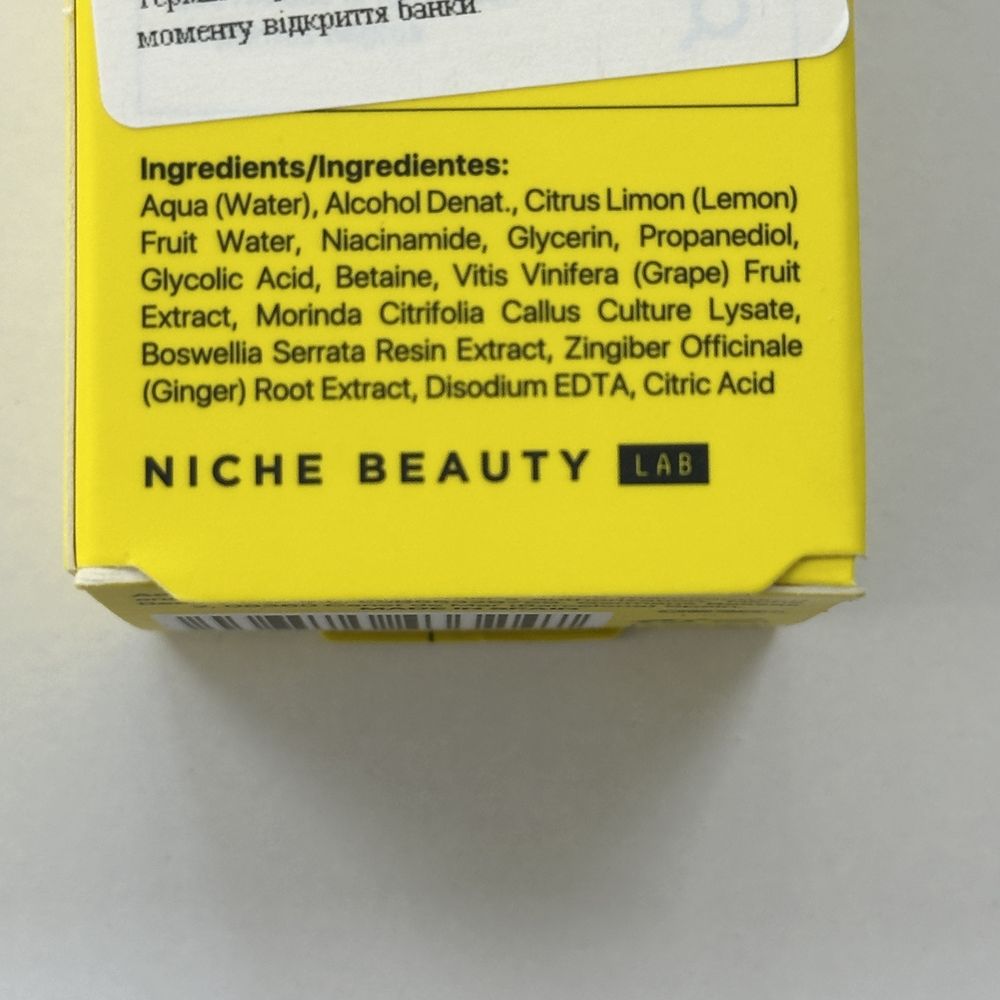 моменту відкриття банки.
Ingredients/Ingredientes:
Aqua (Water), Alcohol Denat., Citrus Limon (Lemon)
Fruit Water, Niacinamide, Glycerin, Propanediol,
Glycolic Acid, Betaine, Vitis Vinifera (Grape) Fruit
Extract, Morinda Citrifolia Callus Culture Lysate,
Boswellia Serrata Resin Extract, Zingiber Officinale
(Ginger) Root Extract, Disodium EDTA, Citric Acid
NICHE BEAUTY LAB